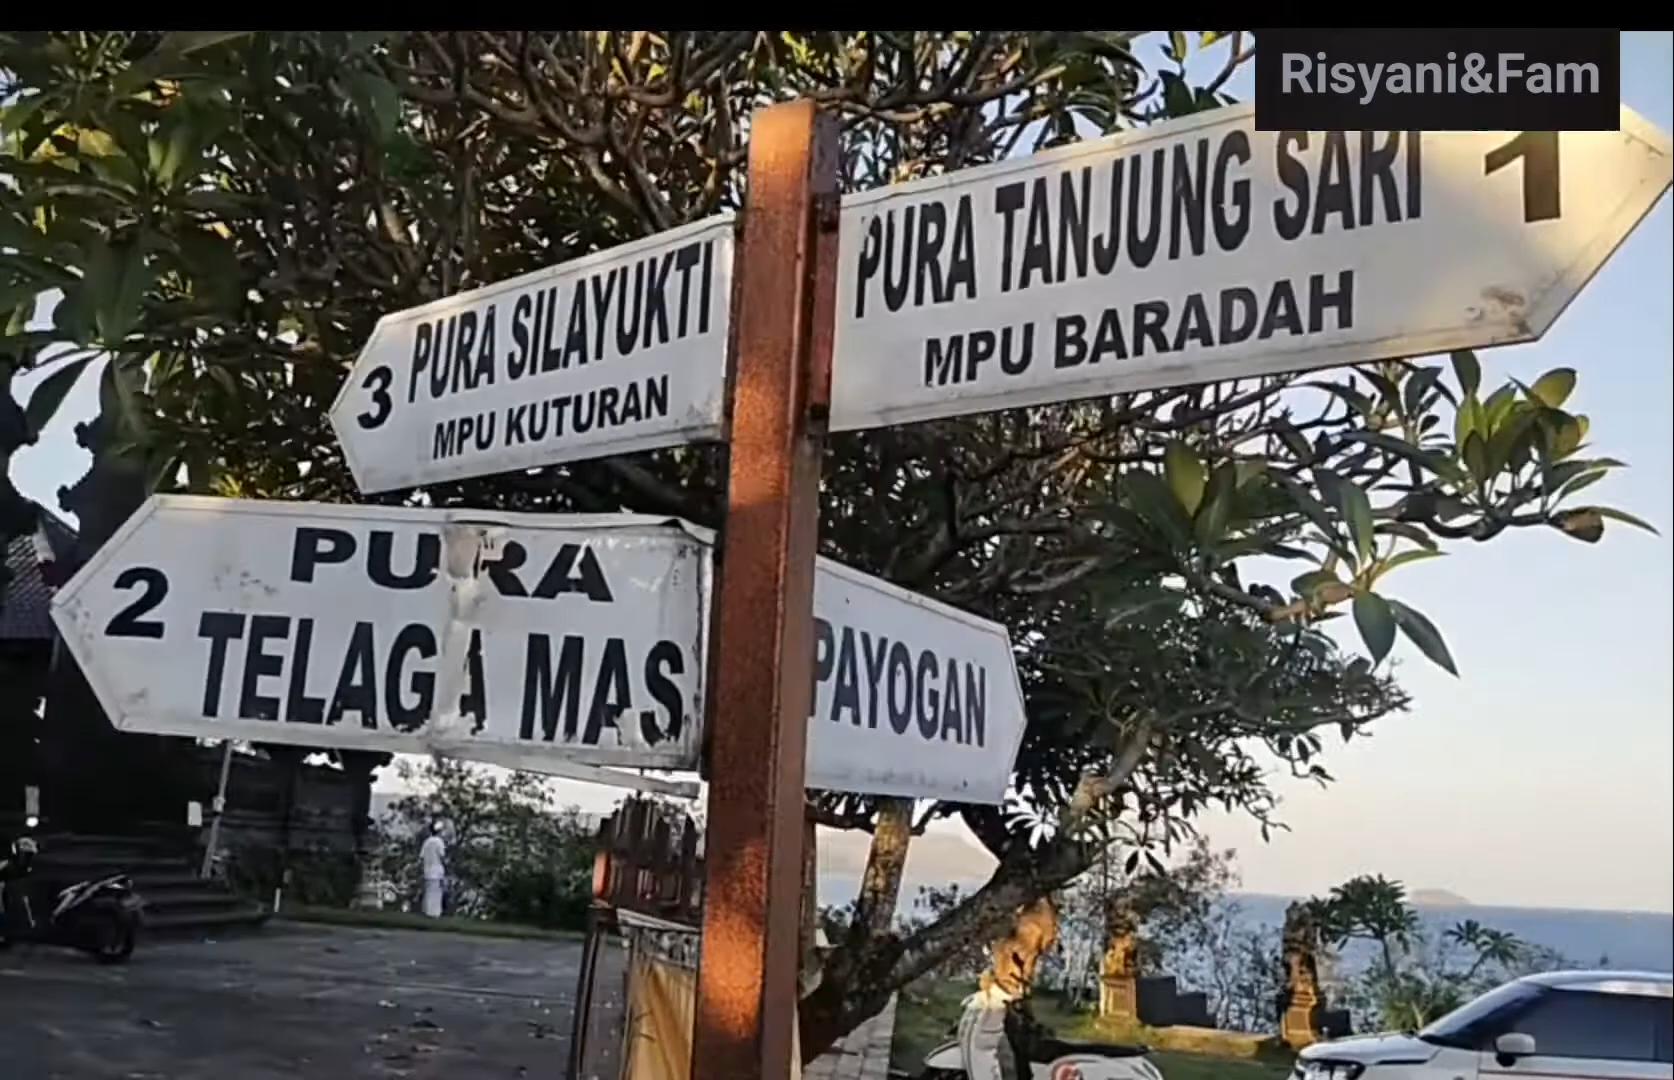 Risyani&Fam
PURA TANJUNG SARI 1
MPU BARADAH
3 PURA SILAYUKTI
MPU KUTURAN
2 PURA
TELAGA MAS
PAYOGAN